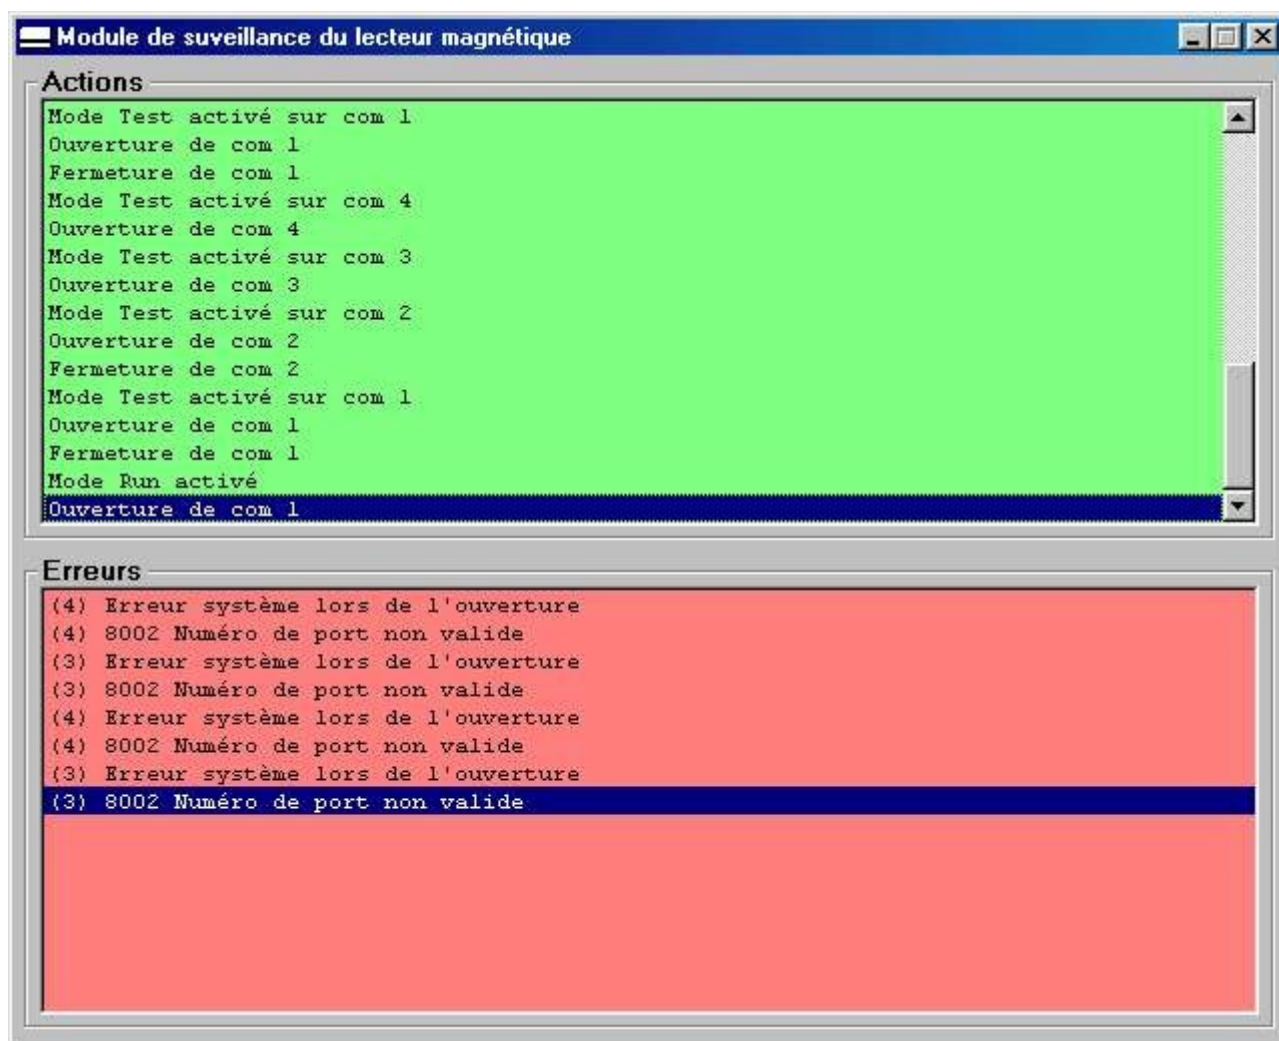 Module de suveillance du lecteur magnétique
Actions
Mode Test activé sur com 1
Ouverture de com 1
Fermeture de com 1
Mode Test activé sur com 4
Ouverture de com 4
Mode Test activé sur com 3
Ouverture de com 3
Mode Test activé sur com 2
Ouverture de com 2
Fermeture de com 2
Mode Test activé sur com 1
Ouverture de com 1
Fermeture de com 1
Mode Run activé
Ouverture de com 1
Erreurs
(4) Erreur système lors de l'ouverture
(4) 8002 Numéro de port non valide
(3) Erreur système lors de l'ouverture
(3) 8002 Numéro de port non valide
(4) Erreur système lors de l'ouverture
(4) 8002 Numéro de port non valide
(3) Erreur système lors de l'ouverture
(3) 8002 Numéro de port non valide